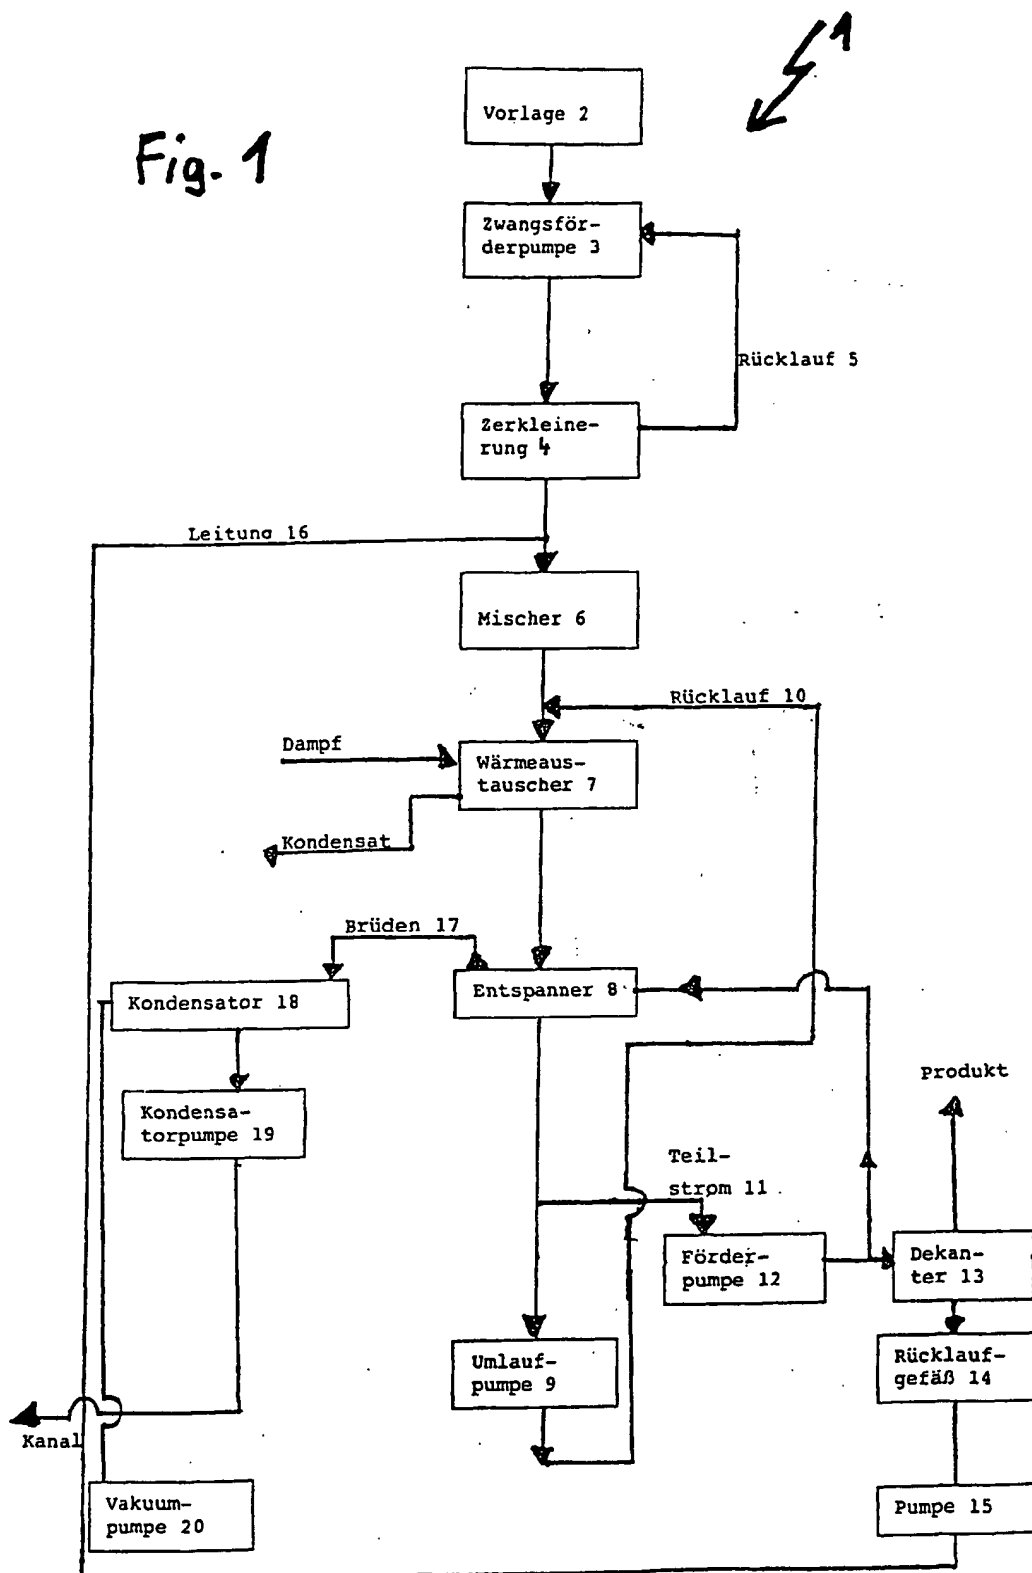 1
Fig. 1
Vorlage 2
Zwangsför-
derpumpe 3
Rücklauf 5
Zerkleine-
rung 4
Leitung 16
Mischer 6
Rücklauf 10
Dampf
Wärmeaus-
tauscher 7
Kondensat
Brüden 17
Kondensator 18
Entspanner 8
Produkt
Kondensa-
torpumpe 19
Teil-
strom 11
Förder-
pumpe 12
Dekan-
ter 13
Umlauf-
pumpe 9
Rücklauf-
gefäß 14
Kanal
Vakuum-
pumpe 20
Pumpe 15